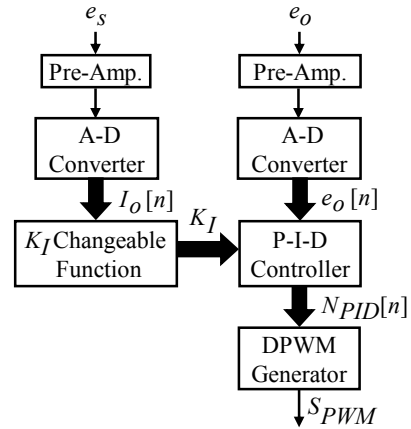 e_s
e_o
Pre-Amp.
Pre-Amp.
A-D
Converter
A-D
Converter
I_o[n]
e_o[n]
K_I Changeable
Function
K_I
P-I-D
Controller
N_PID[n]
DPWM
Generator
S_PWM